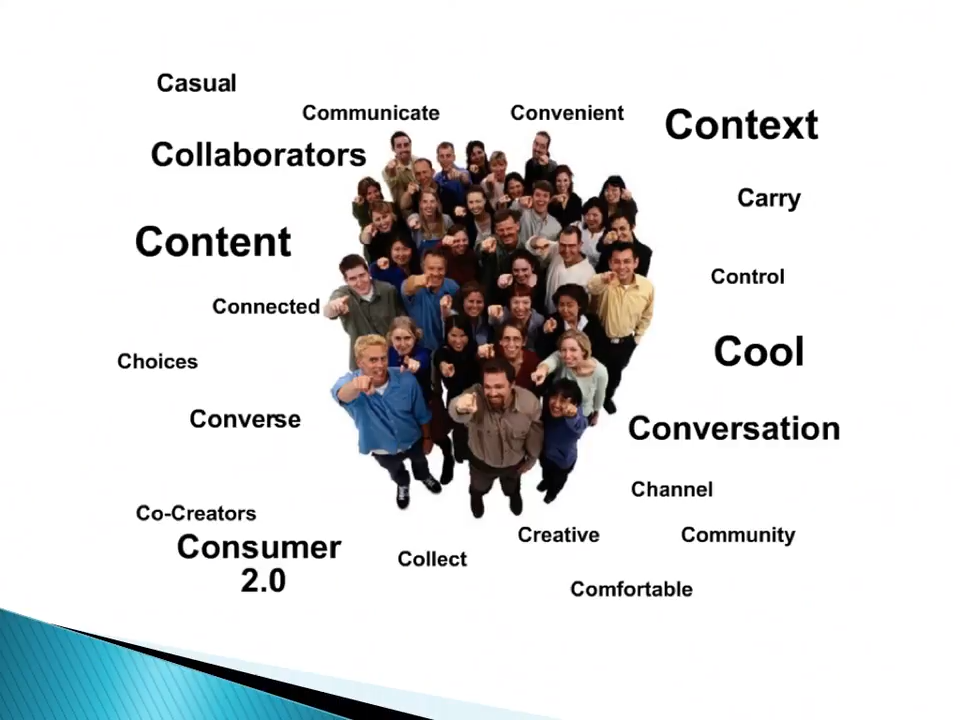 Casual
Communicate
Convenient
Context
Collaborators
Carry
Content
Control
Connected
Cool
Choices
Converse
Conversation
Channel
Co-Creators
Creative
Community
Consumer
2.0
Collect
Comfortable